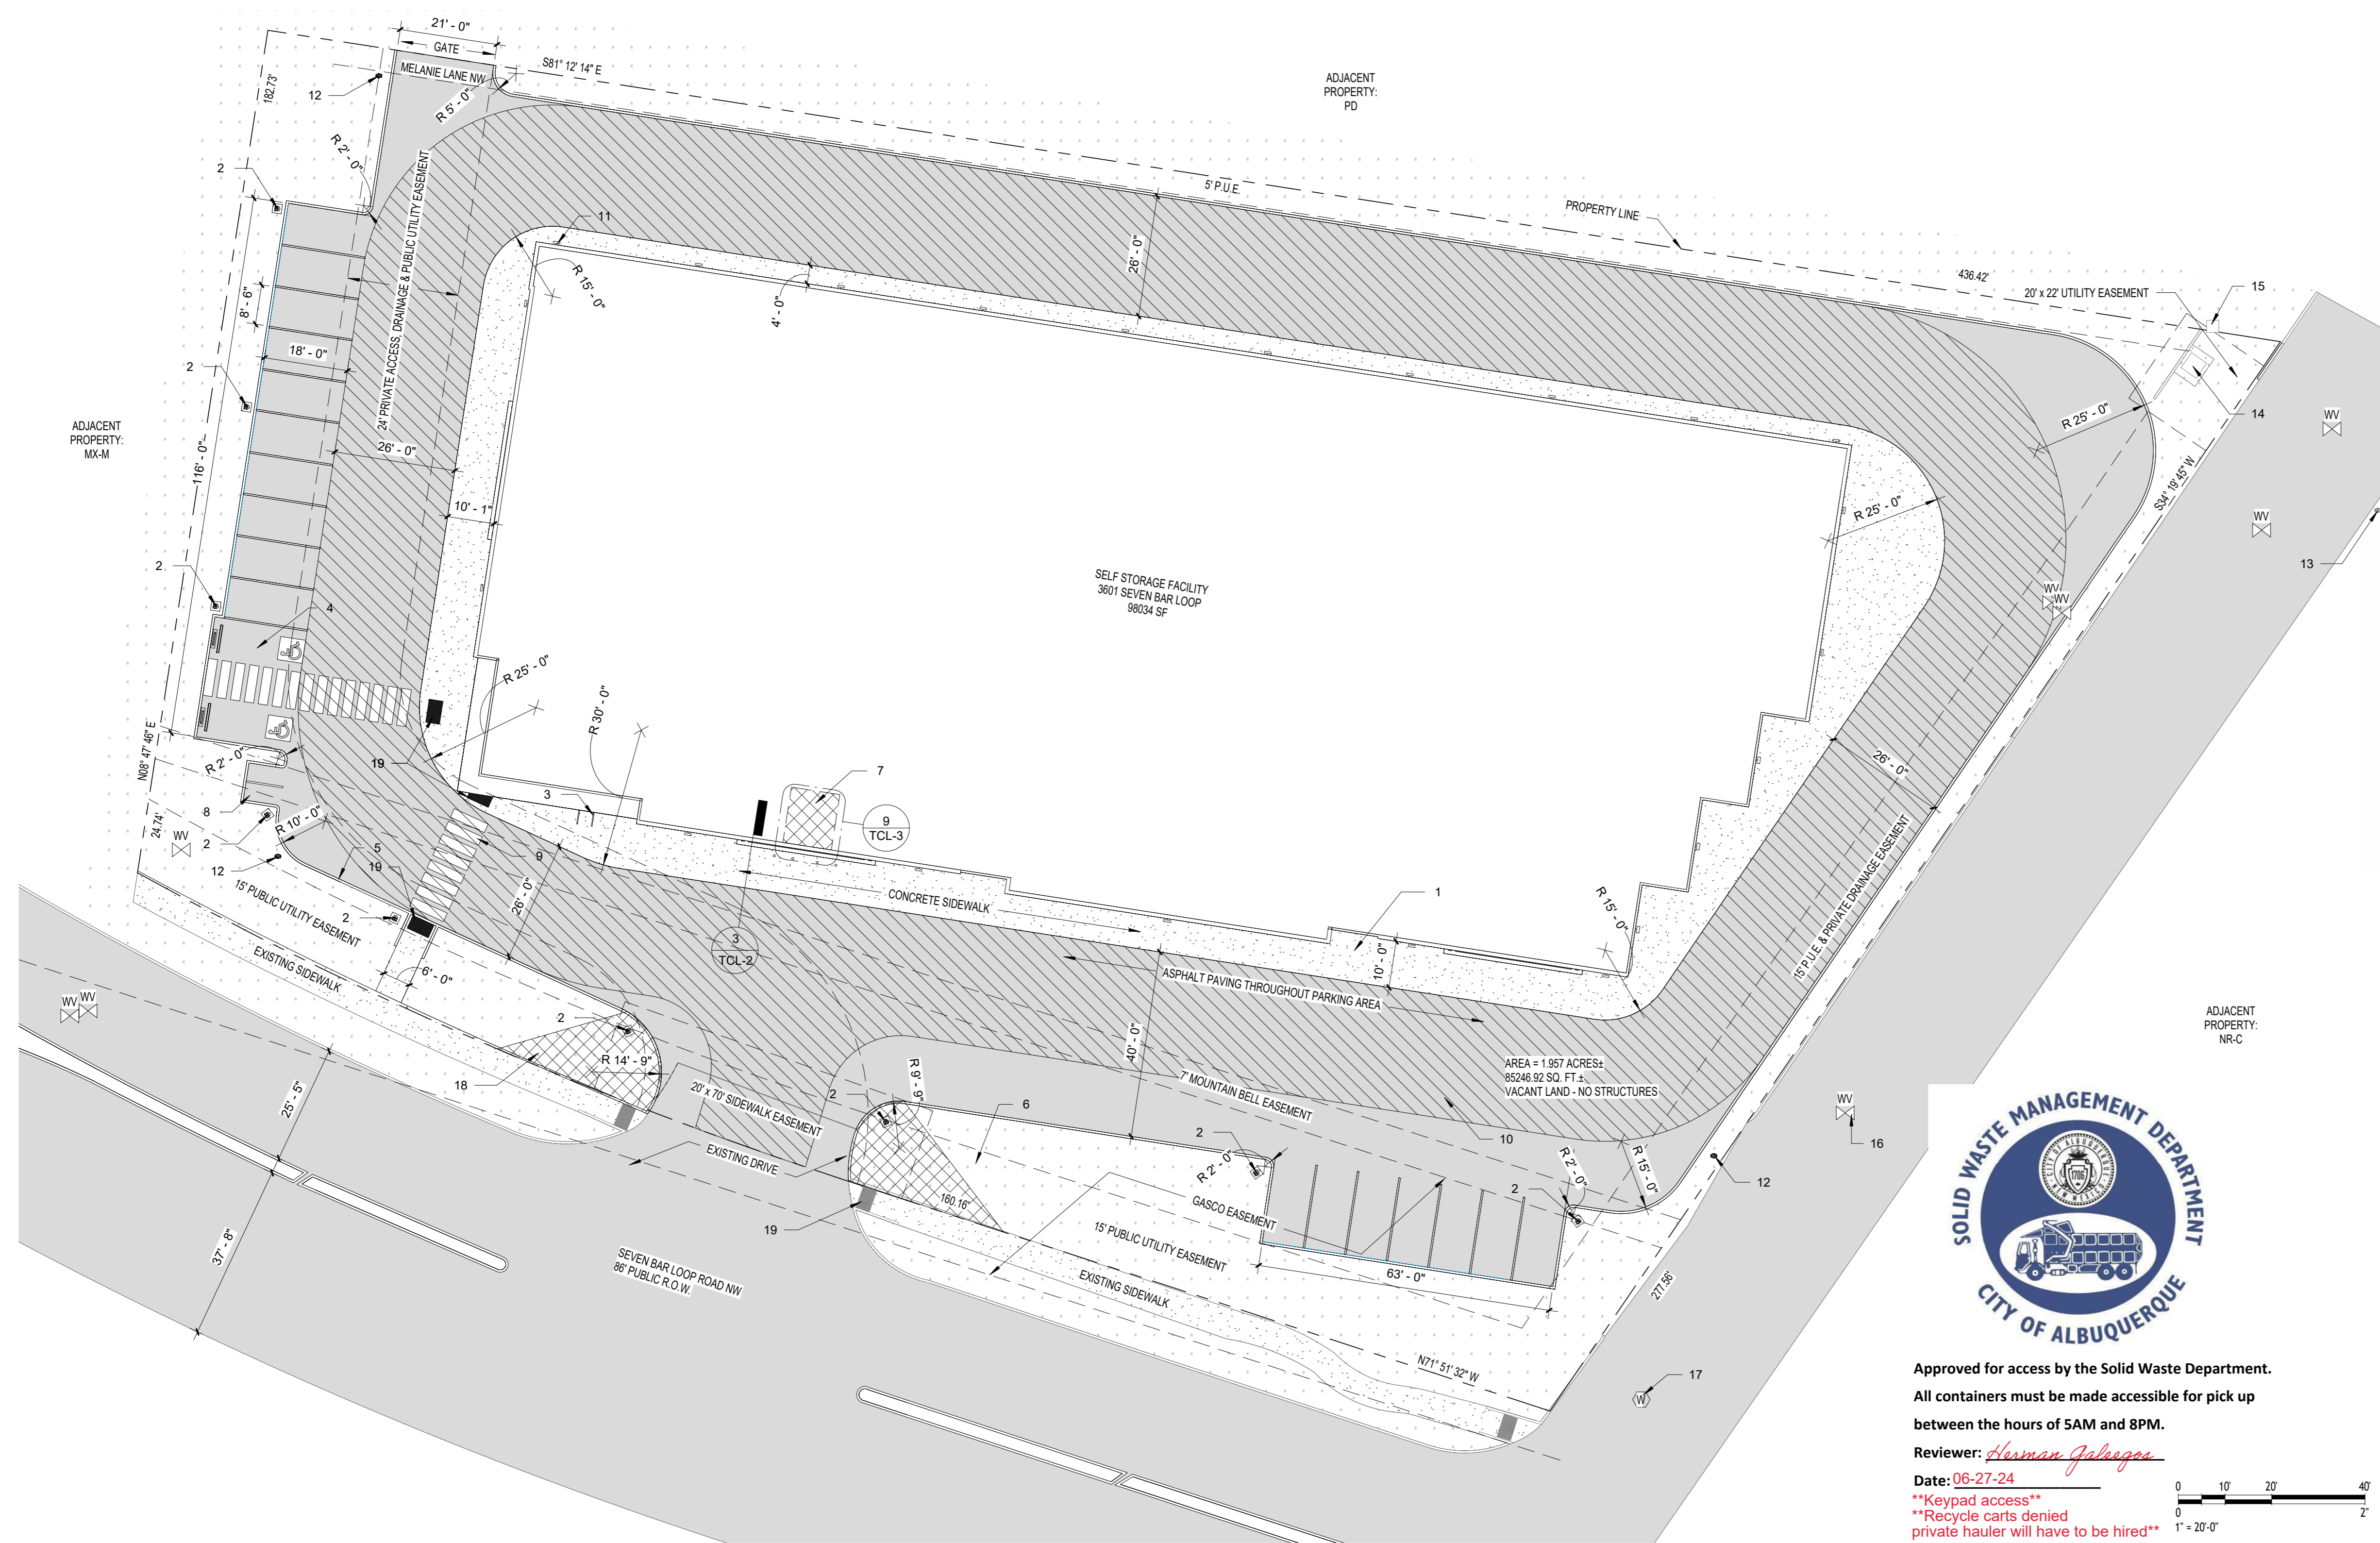 21' - 0"
GATE
MELANIE LANE NW
S81° 12' 14" E
182.73'
12
R 5' - 0"
R 2' - 0"
ADJACENT
PROPERTY:
PD
2
24' PRIVATE ACCESS, DRAINAGE & PUBLIC UTILITY EASEMENT
11
5' P.U.E.
PROPERTY LINE
436.42'
20' x 22' UTILITY EASEMENT
15
R 15' - 0"
4' - 0"
26' - 0"
8' - 6"
18' - 0"
2
116' - 0"
26' - 0"
10' - 1"
ADJACENT
PROPERTY:
MX-M
14
R 25' - 0"
WV
S34° 19' 45" W
WV
R 25' - 0"
13
2
4
SELF STORAGE FACILITY
3601 SEVEN BAR LOOP
98034 SF
WV
WV
R 25' - 0"
R 30' - 0"
N08° 47' 46" E
R 2' - 0"
19
7
3
26' - 0"
8
24.74'
R 10' - 0"
9
TCL-3
WV
2
5
9
12
19
15' PUBLIC UTILITY EASEMENT
2
26' - 0"
CONCRETE SIDEWALK
1
R 15' - 0"
3
TCL-2
15' P.U.E. & PRIVATE DRAINAGE EASEMENT
EXISTING SIDEWALK
6' - 0"
10' - 0"
ASPHALT PAVING THROUGHOUT PARKING AREA
WV
WV
2
ADJACENT
PROPERTY:
NR-C
40' - 0"
R 14' - 9"
18
25' - 5"
20' x 70' SIDEWALK EASEMENT
2
R 9' - 9"
7' MOUNTAIN BELL EASEMENT
AREA = 1.957 ACRES±
85246.92 SQ. FT.±
VACANT LAND - NO STRUCTURES
6
2
10
WV
16
EXISTING DRIVE
R 2' - 0"
R 2' - 0"
R 15' - 0"
2
12
160.16'
19
GASCO EASEMENT
15' PUBLIC UTILITY EASEMENT
37' - 8"
SEVEN BAR LOOP ROAD NW
86' PUBLIC R.O.W.
EXISTING SIDEWALK
63' - 0"
277.56'
N71° 51' 32" W
W
17
SOLID WASTE MANAGEMENT DEPARTMENT
ALBUQUERQUE
1706
NEW MEXICO
CITY OF ALBUQUERQUE
Approved for access by the Solid Waste Department.
All containers must be made accessible for pick up
between the hours of 5AM and 8PM.
Reviewer: Herman Galeegos
Date: 06-27-24
**Keypad access**
**Recycle carts denied
private hauler will have to be hired**
0 10' 20' 40'
0 2"
1" = 20'-0"